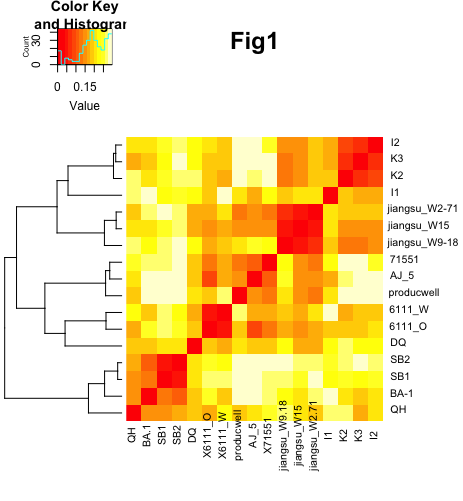 Color Key
and Histogram
Fig1
Count
0 30
0 0.15
Value
I2
K3
K2
I1
jiangsu_W2-71
jiangsu_W15
jiangsu_W9-18
71551
AJ_5
producwell
6111_W
6111_O
DQ
SB2
SB1
BA-1
QH
QH
BA.1
SB1
SB2
DQ
X6111_O
X6111_W
producwell
AJ_5
X71551
jiangsu_W9.18
jiangsu_W15
jiangsu_W2.71
I1
K2
K3
I2